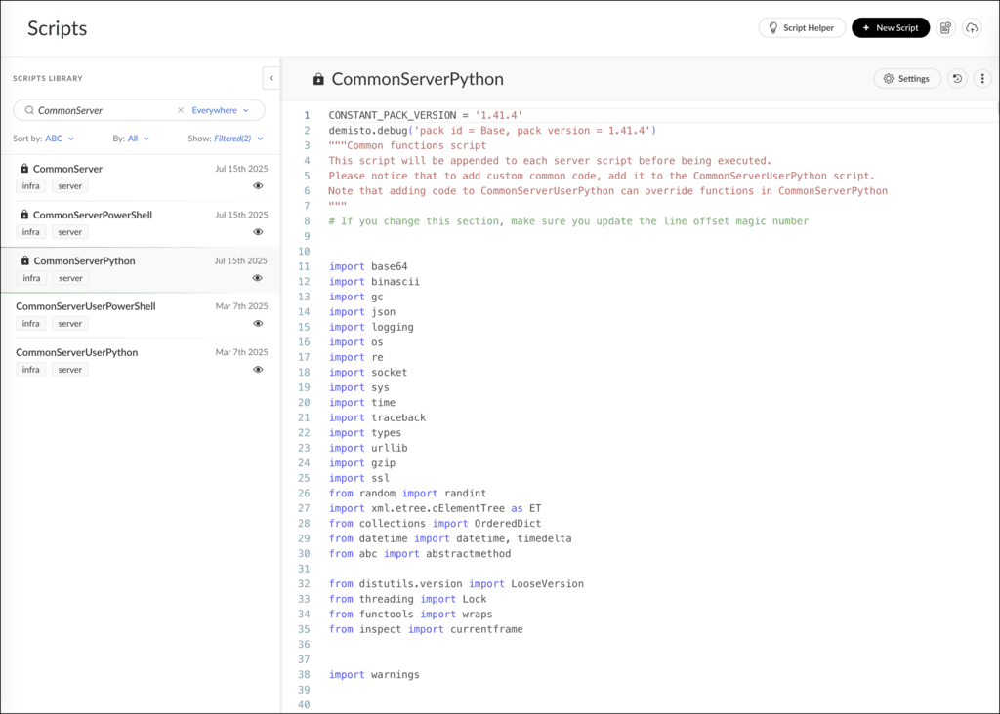 Scripts
Script Helper
+ New Script
SCRIPTS LIBRARY
CommonServer
Everywhere
Sort by: ABC
By: All
Show: Filtered(2)
CommonServer
Jul 15th 2025
infra
server
CommonServerPowerShell
Jul 15th 2025
infra
server
CommonServerPython
Jul 15th 2025
infra
server
CommonServerUserPowerShell
Mar 7th 2025
infra
server
CommonServerUserPython
Mar 7th 2025
infra
server
CommonServerPython
Settings
1 CONSTANT_PACK_VERSION = '1.41.4'
2 demisto.debug('pack id = Base, pack version = 1.41.4')
3 """Common functions script
4 This script will be appended to each server script before being executed.
5 Please notice that to add custom common code, add it to the CommonServerUserPython script.
6 Note that adding code to CommonServerUserPython can override functions in CommonServerPython
7 """
8 # If you change this section, make sure you update the line offset magic number
9
10
11 import base64
12 import binascii
13 import gc
14 import json
15 import logging
16 import os
17 import re
18 import socket
19 import sys
20 import time
21 import traceback
22 import types
23 import urllib
24 import gzip
25 import ssl
26 from random import randint
27 import xml.etree.cElementTree as ET
28 from collections import OrderedDict
29 from datetime import datetime, timedelta
30 from abc import abstractmethod
31
32 from distutils.version import LooseVersion
33 from threading import Lock
34 from functools import wraps
35 from inspect import currentframe
36
37
38 import warnings
39
40